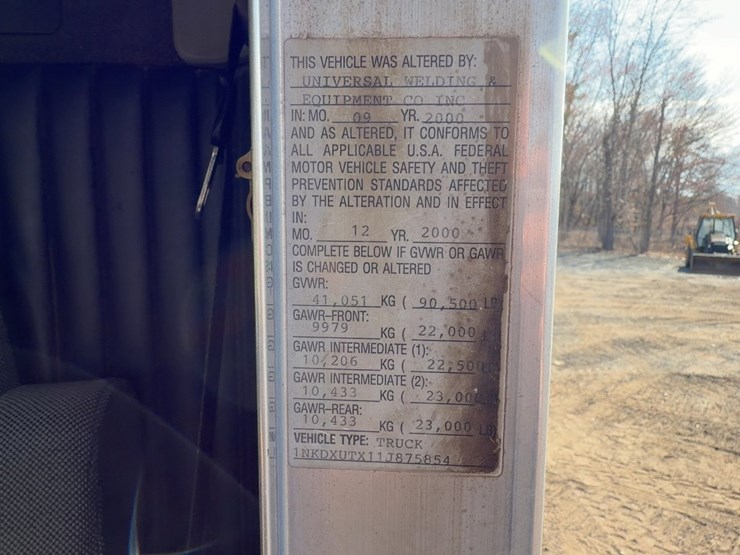 THIS VEHICLE WAS ALTERED BY:
UNIVERSAL WELDING &
EQUIPMENT CO INC
IN: MO. 09 YR. 2000
AND AS ALTERED, IT CONFORMS TO
ALL APPLICABLE U.S.A. FEDERAL
MOTOR VEHICLE SAFETY AND THEFT
PREVENTION STANDARDS AFFECTED
BY THE ALTERATION AND IN EFFECT
IN:
MO. 12 YR. 2000
COMPLETE BELOW IF GVWR OR GAWR
IS CHANGED OR ALTERED
GVWR:
41,051 KG ( 90,500 LB
GAWR-FRONT:
9979 KG ( 22,000
GAWR INTERMEDIATE (1):
10,206 KG ( 22,500
GAWR INTERMEDIATE (2):
10,433 KG ( 23,000
GAWR-REAR:
10,433 KG ( 23,000 LB
VEHICLE TYPE: TRUCK
1NKDXUTX11J875854